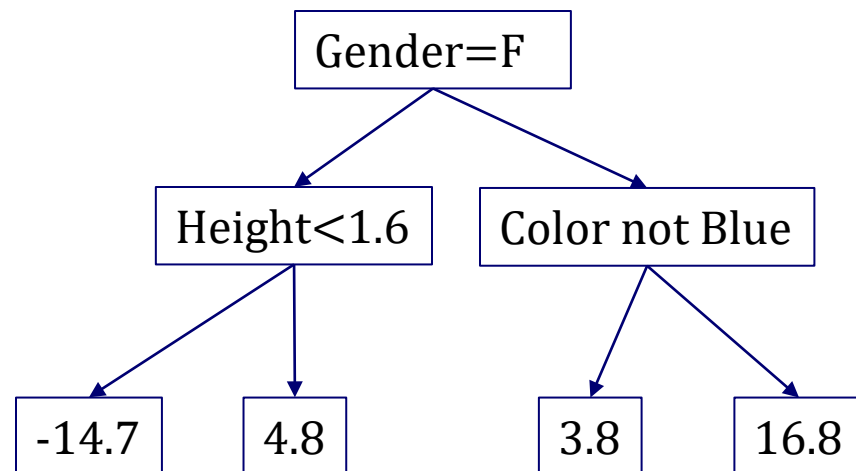 Gender=F
Height<1.6
Color not Blue
-14.7
4.8
3.8
16.8